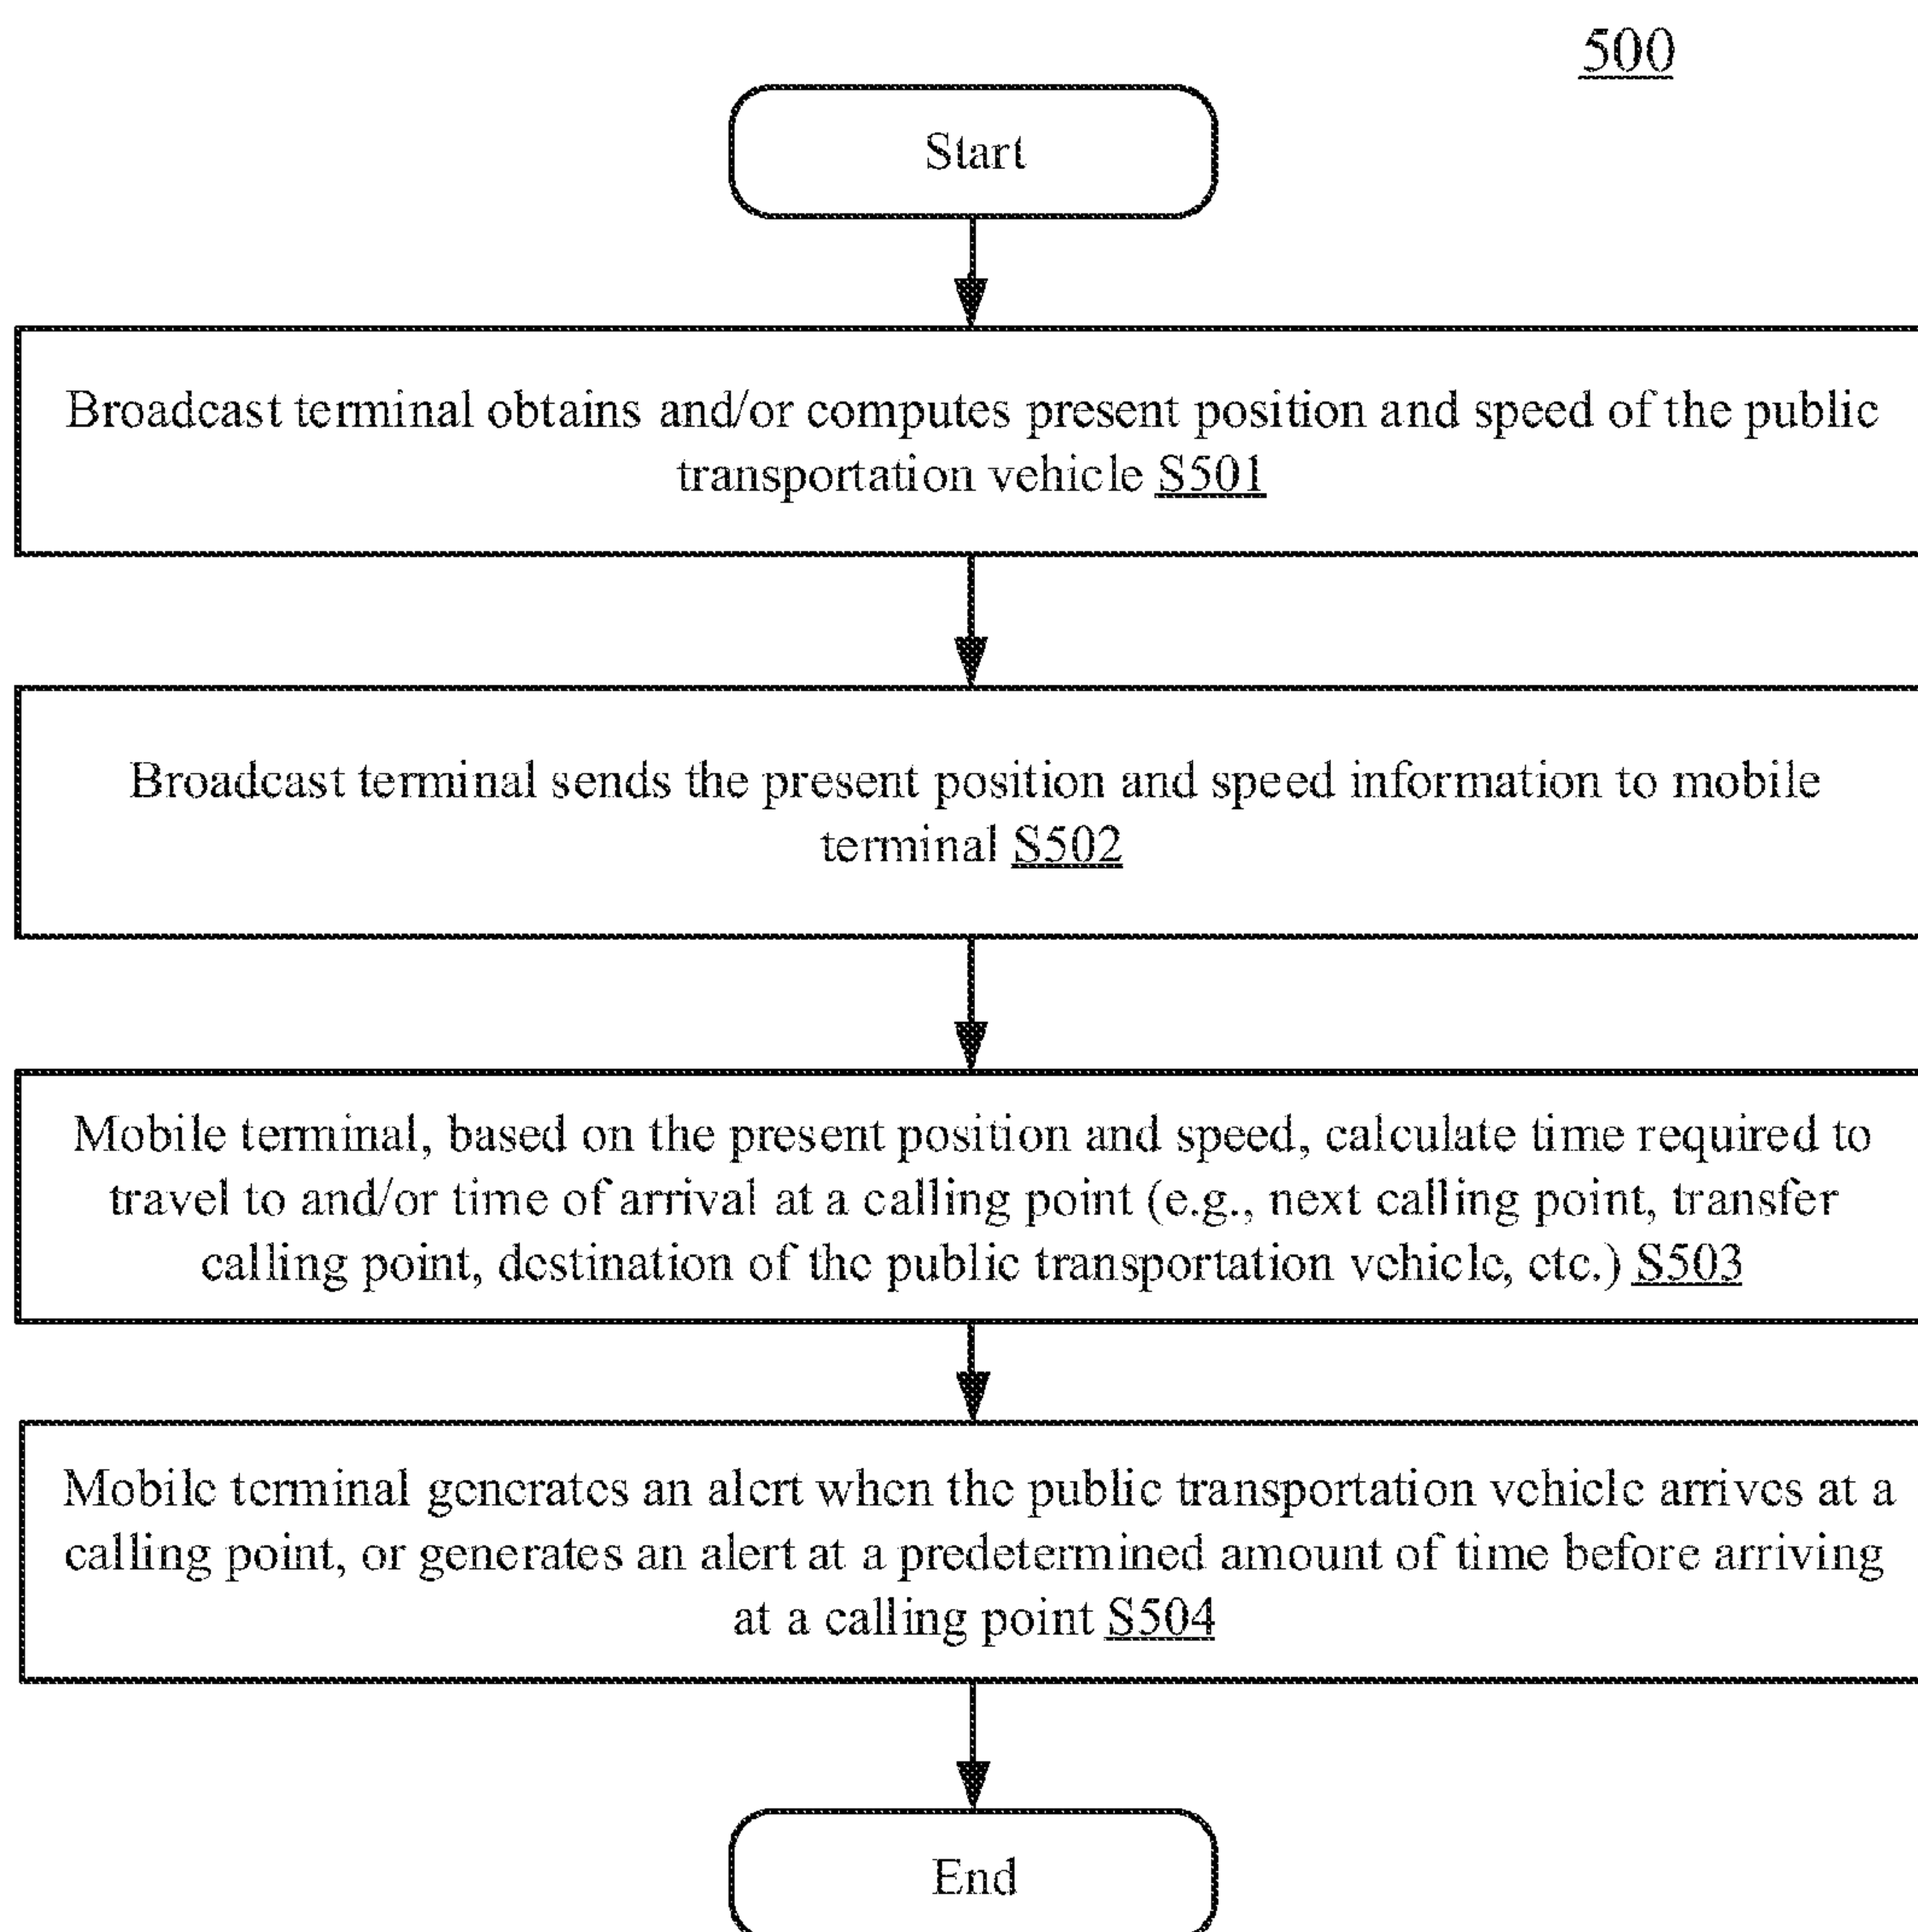 500
Start
Broadcast terminal obtains and/or computes present position and speed of the public
transportation vehicle S501
Broadcast terminal sends the present position and speed information to mobile
terminal S502
Mobile terminal, based on the present position and speed, calculate time required to
travel to and/or time of arrival at a calling point (e.g., next calling point, transfer
calling point, destination of the public transportation vehicle, etc.) S503
Mobile terminal generates an alert when the public transportation vehicle arrives at a
calling point, or generates an alert at a predetermined amount of time before arriving
at a calling point S504
End